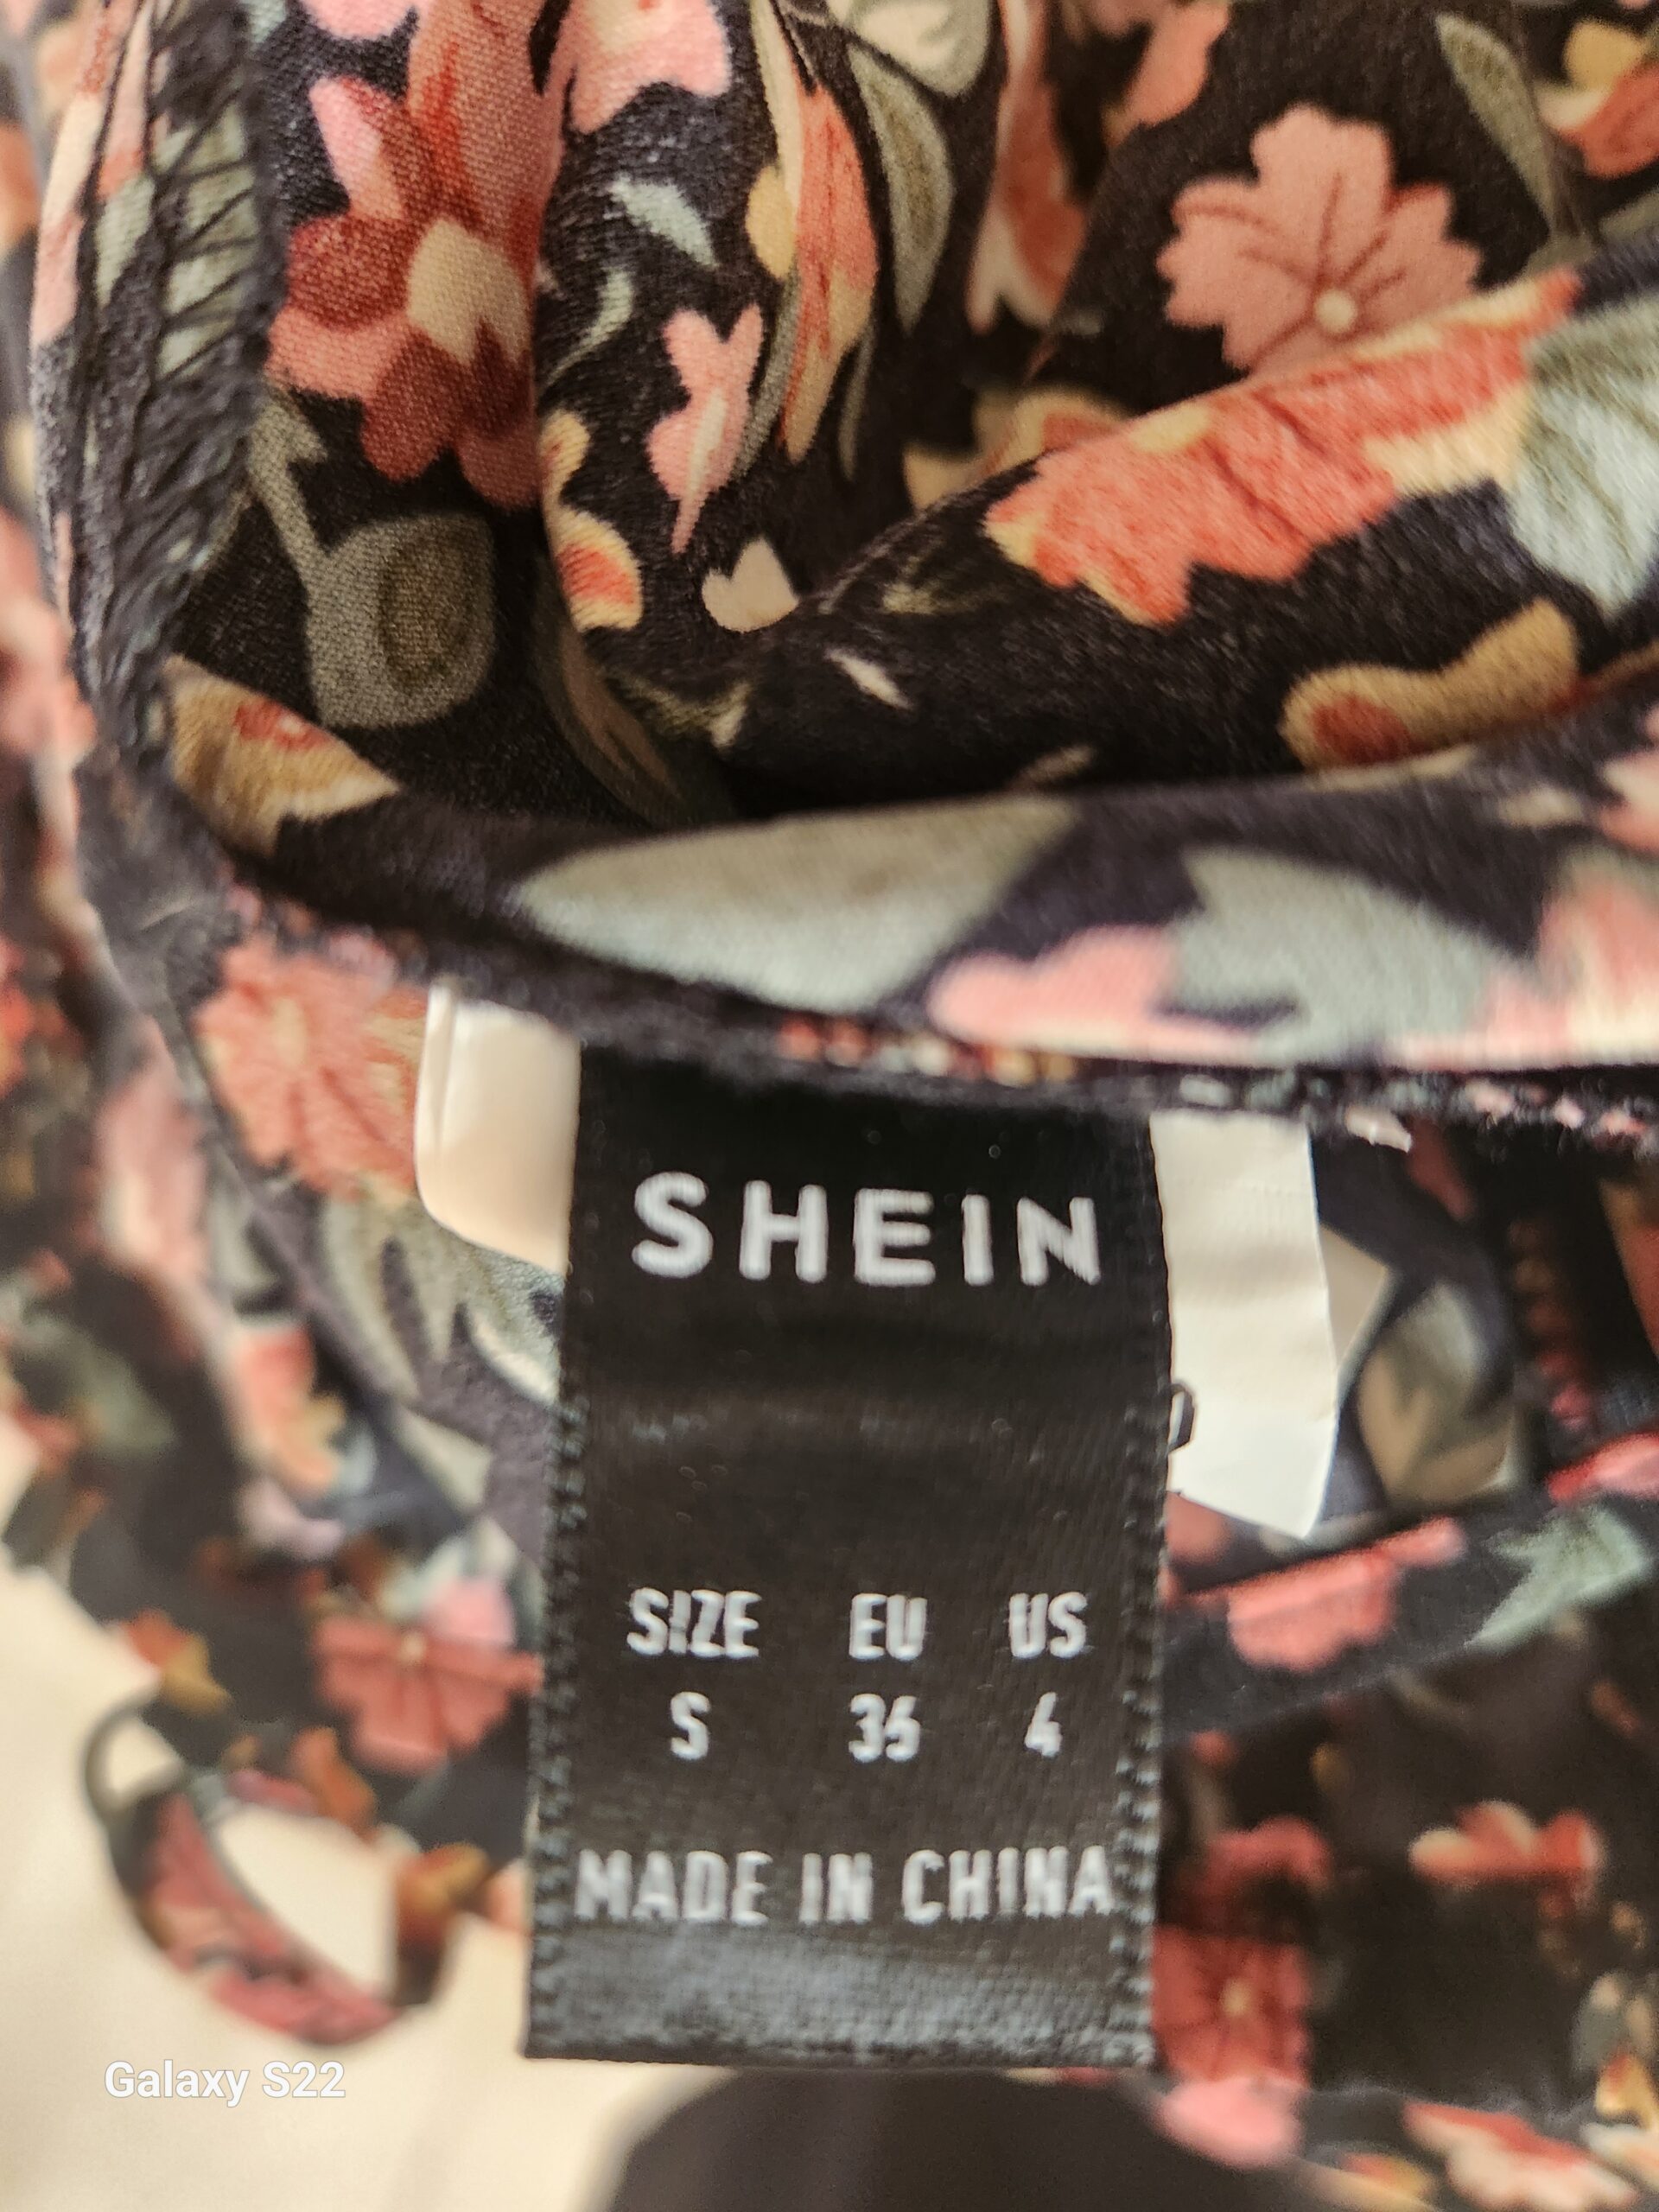 SHEIN
SIZE EU US
S 36 4
MADE IN CHINA
Galaxy S22